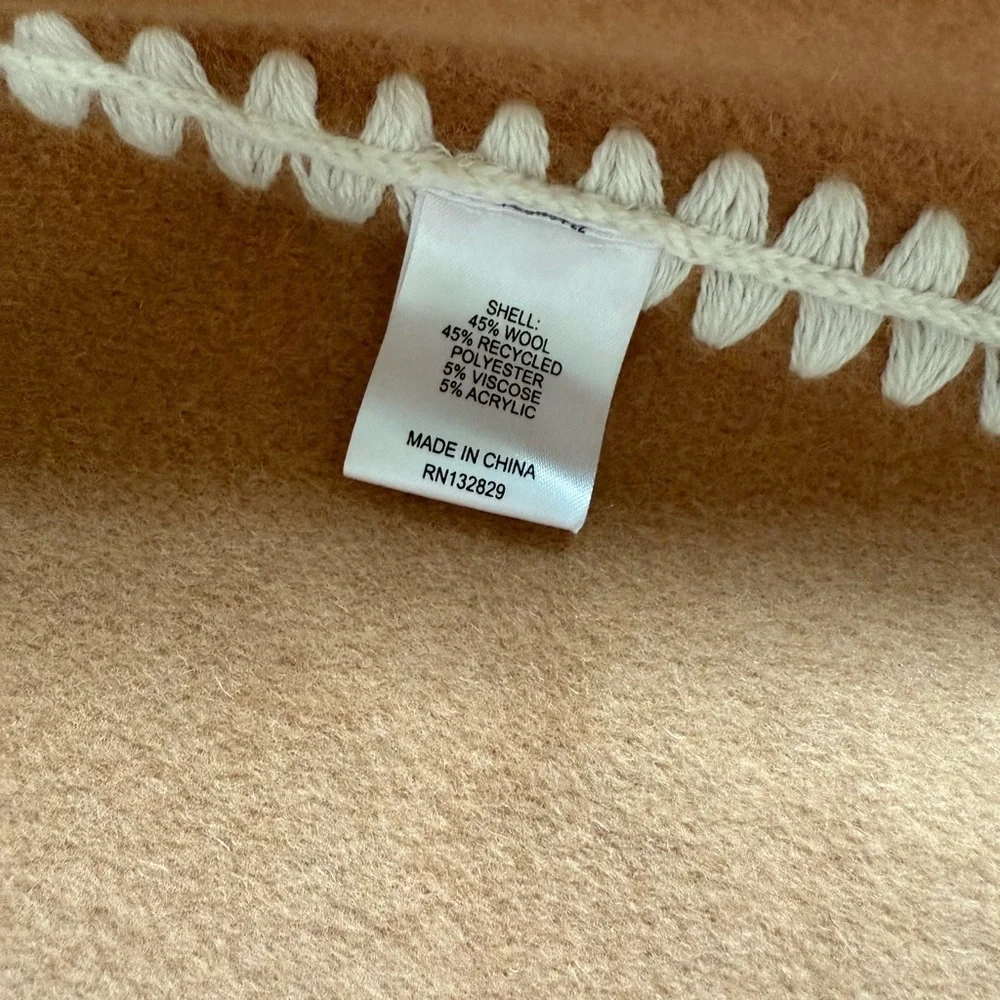 SHELL:
45% WOOL
45% RECYCLED
POLYESTER
5% VISCOSE
5% ACRYLIC
MADE IN CHINA
RN132829